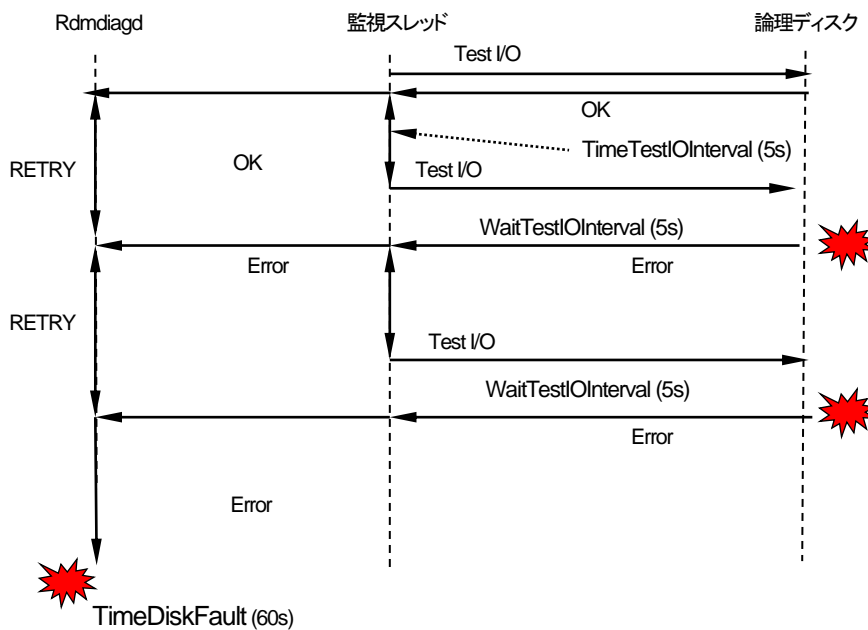 Rdmdiagd 監視スレッド 論理ディスク
Test I/O
OK
TimeTestIOInterval (5s)
RETRY
OK
Test I/O
WaitTestIOInterval (5s)
Error
Error
RETRY
Test I/O
WaitTestIOInterval (5s)
Error
Error
TimeDiskFault (60s)